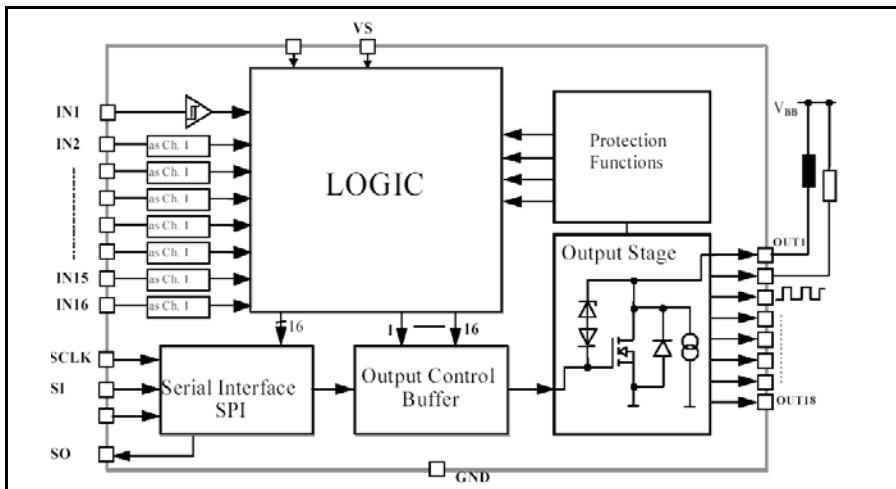 VS
IN1
IN2
as Ch. 1
as Ch. 1
as Ch. 1
as Ch. 1
as Ch. 1
IN15
as Ch. 1
IN16
as Ch. 1
LOGIC
Protection
Functions
VBB
Output Stage
OUT1
OUT18
16
1
16
SCLK
SI
SO
Serial Interface
SPI
Output Control
Buffer
GND